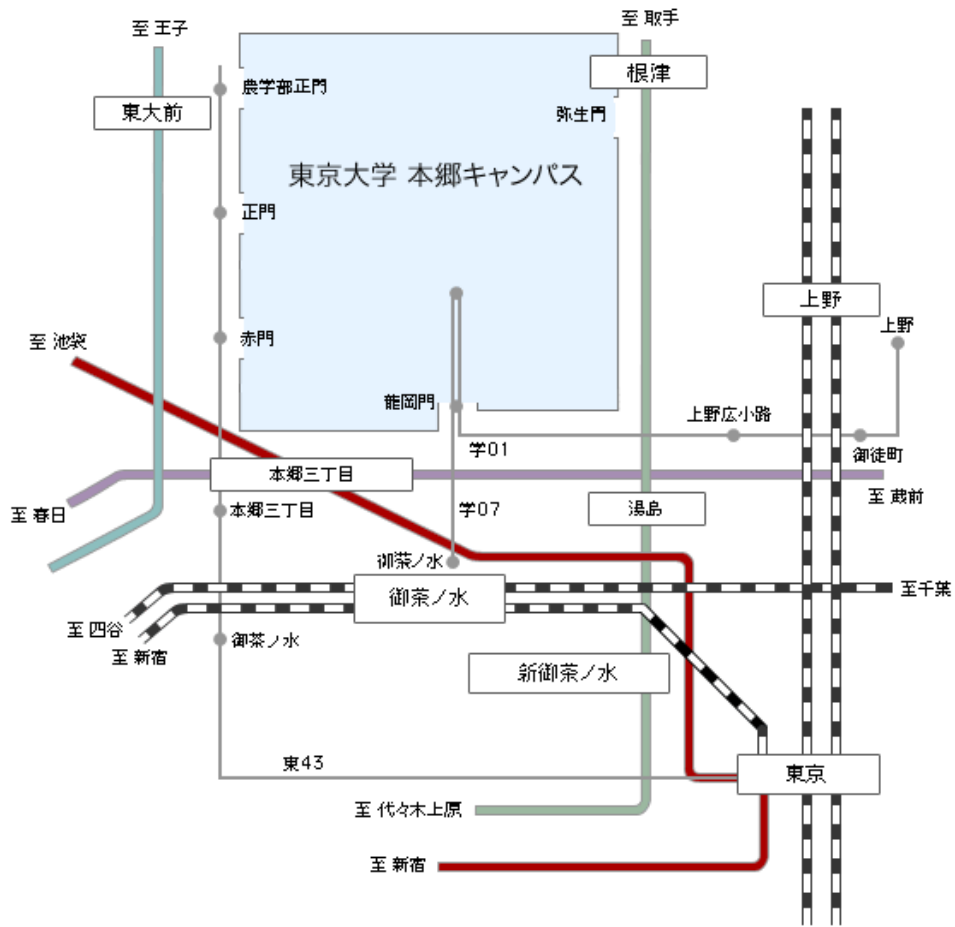 至 王子
至 取手
農学部正門
根津
東大前
弥生門
東京大学 本郷キャンパス
正門
上野
上野
赤門
至 池袋
龍岡門
上野広小路
学01
御徒町
本郷三丁目
至 蔵前
至 春日
本郷三丁目
学07
湯島
御茶ノ水
御茶ノ水
至千葉
至 四谷
御茶ノ水
至 新宿
新御茶ノ水
東43
東京
至 代々木上原
至 新宿